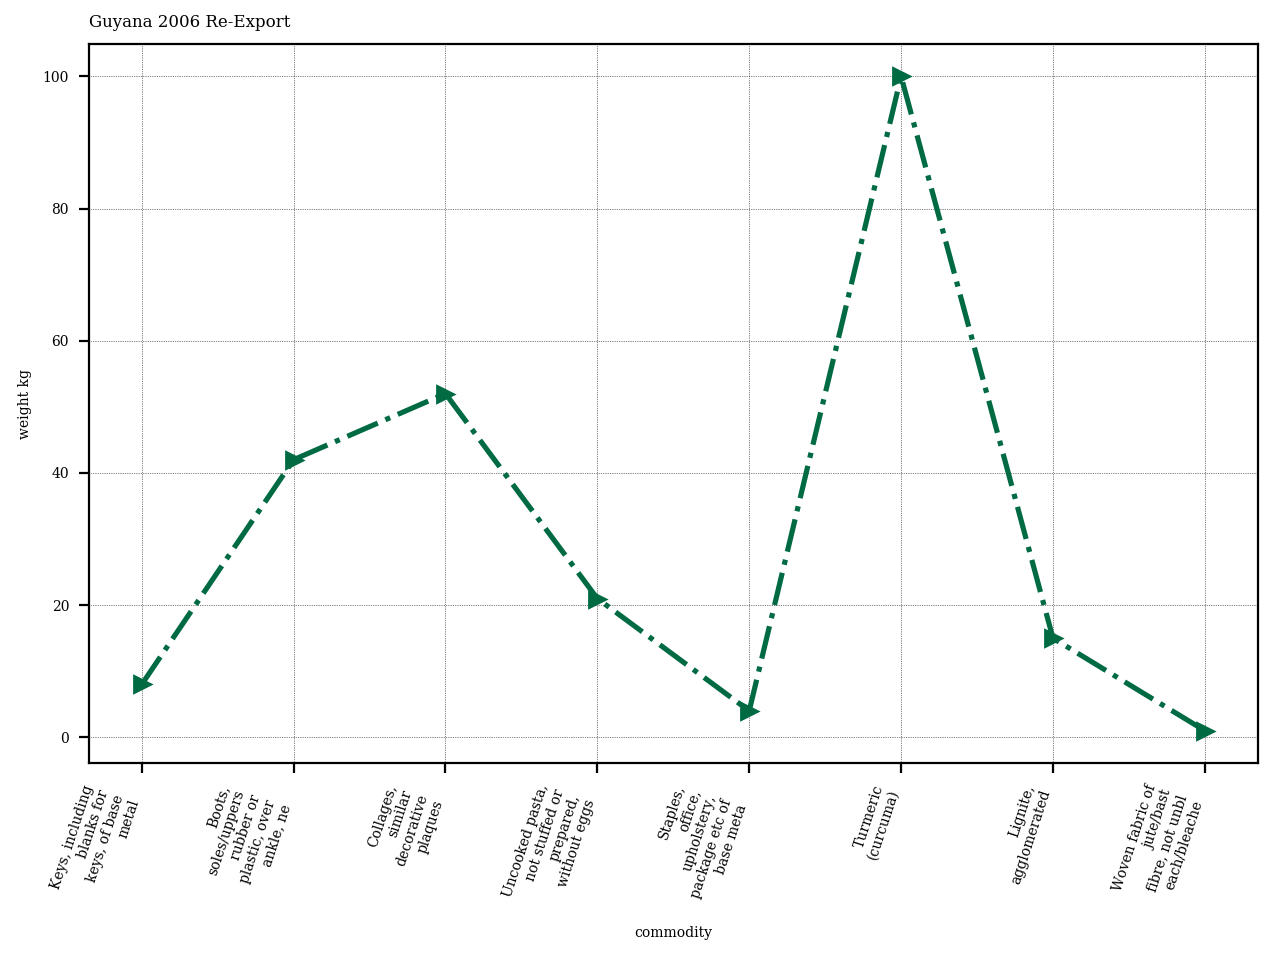 Guyana 2006 Re-Export
weight kg
100
80
60
40
20
0
Keys, including
blanks for
keys, of base
metal
Boots,
soles/uppers
rubber or
plastic, over
ankle, ne
Collages,
similar
decorative
plaques
Uncooked pasta,
not stuffed or
prepared,
without eggs
Staples,
office,
upholstery,
package etc of
base meta
Turmeric
(curcuma)
Lignite,
agglomerated
Woven fabric of
jute/bast
fibre, not unbl
each/bleache
commodity